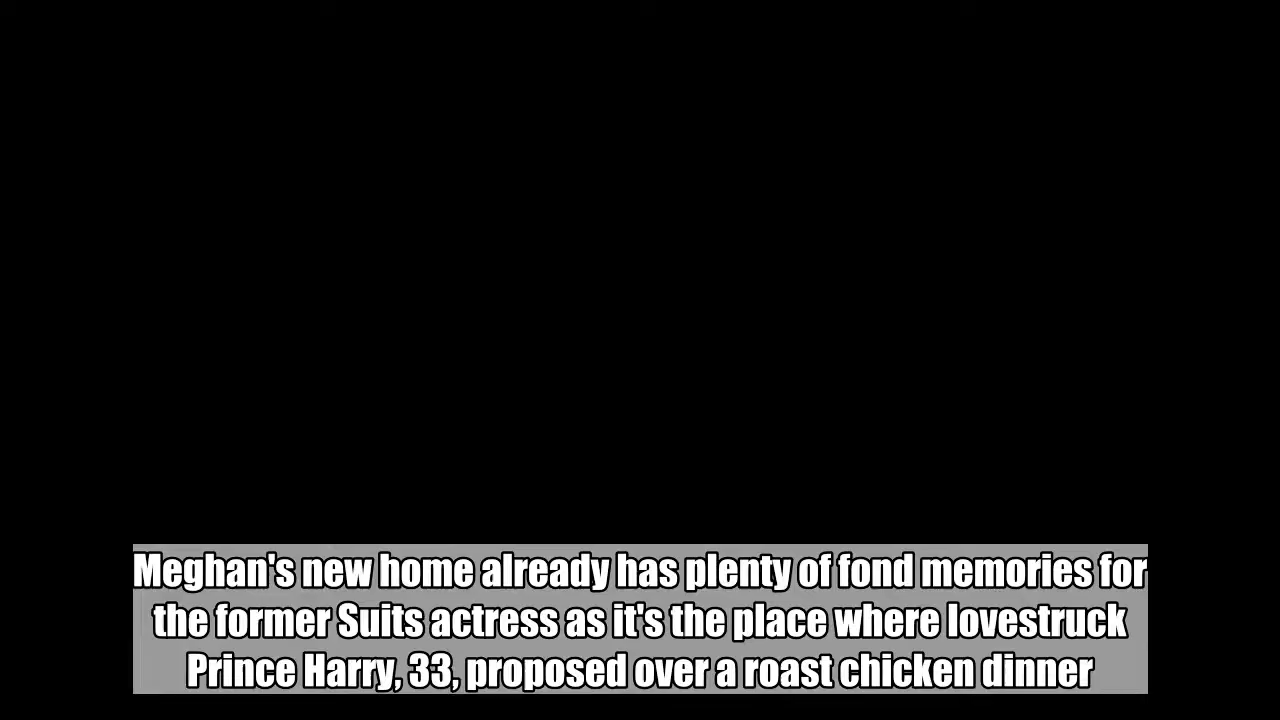 Meghan's new home already has plenty of fond memories for
the former Suits actress as it's the place where lovestruck
Prince Harry, 33, proposed over a roast chicken dinner